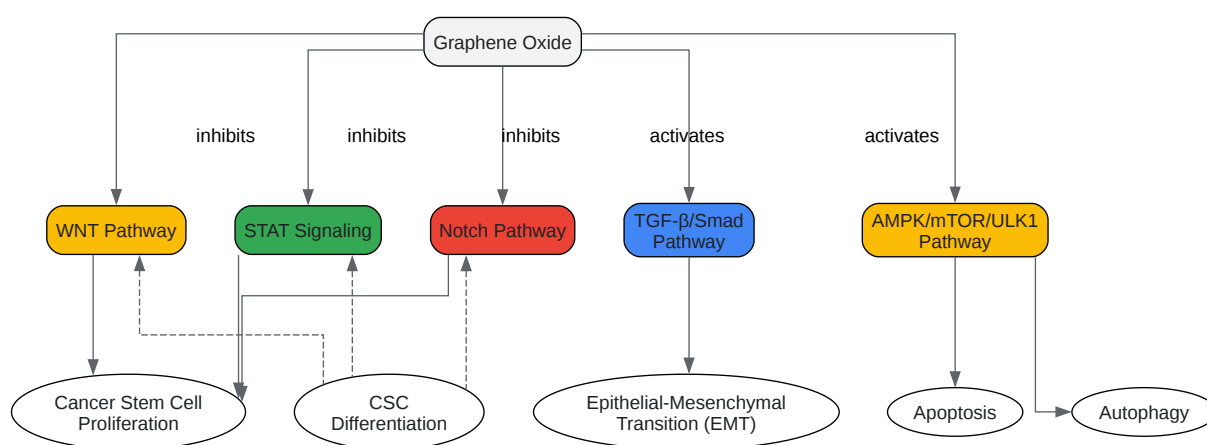 Graphene Oxide
inhibits
inhibits
inhibits
activates
activates
WNT Pathway
STAT Signaling
Notch Pathway
TGF-β/Smad
Pathway
AMPK/mTOR/ULK1
Pathway
Cancer Stem Cell
Proliferation
CSC
Differentiation
Epithelial-Mesenchymal
Transition (EMT)
Apoptosis
Autophagy